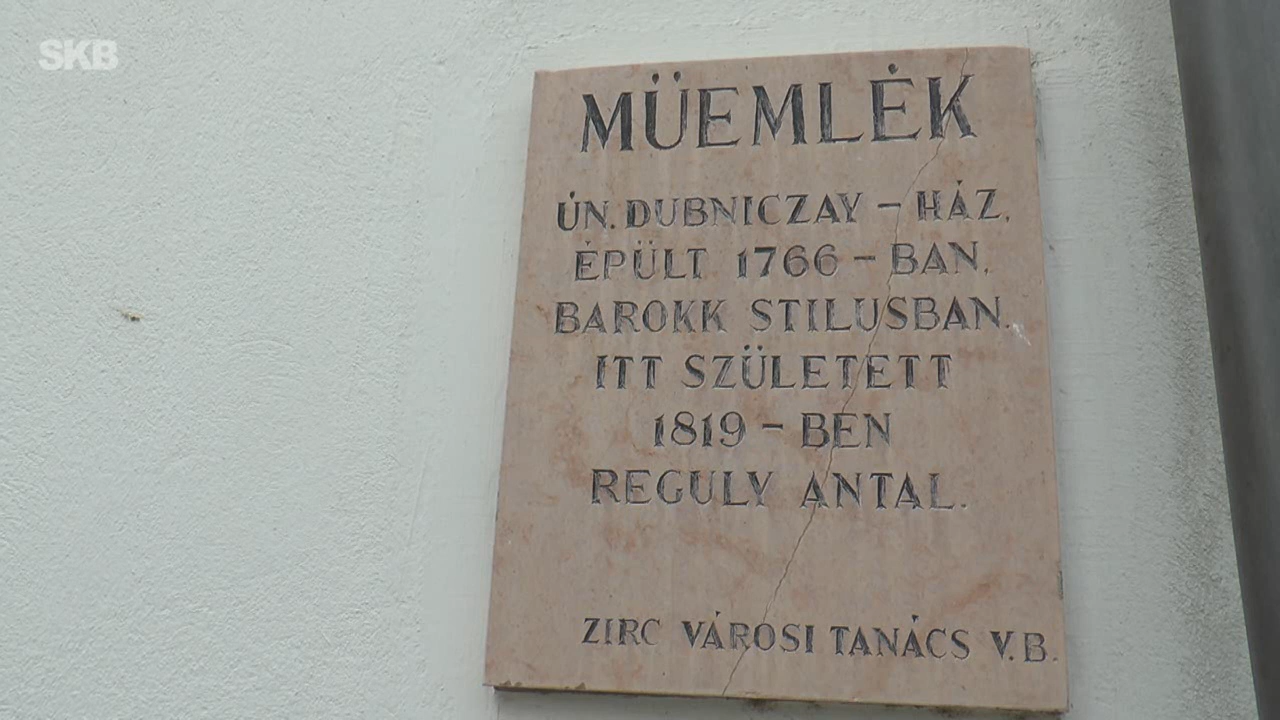 SKB
MÜEMLÉK
ÚN. DUBNICZAY – HÁZ,
ÉPÜLT 1766 – BAN,
BAROKK STILUSBAN.
ITT SZÜLETETT
1819 – BEN
REGULY ANTAL.
ZIRC VÁROSI TANÁCS V.B.